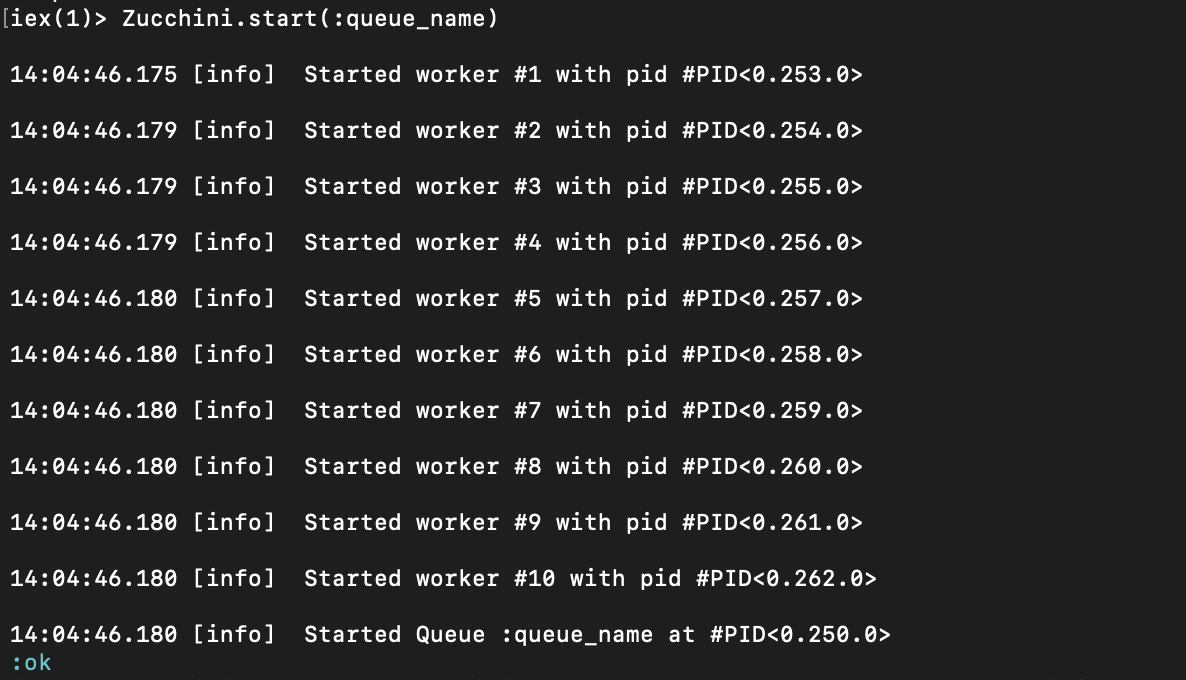 [iex(1)> Zucchini.start(:queue_name)
14:04:46.175 [info]  Started worker #1 with pid #PID<0.253.0>
14:04:46.179 [info]  Started worker #2 with pid #PID<0.254.0>
14:04:46.179 [info]  Started worker #3 with pid #PID<0.255.0>
14:04:46.179 [info]  Started worker #4 with pid #PID<0.256.0>
14:04:46.180 [info]  Started worker #5 with pid #PID<0.257.0>
14:04:46.180 [info]  Started worker #6 with pid #PID<0.258.0>
14:04:46.180 [info]  Started worker #7 with pid #PID<0.259.0>
14:04:46.180 [info]  Started worker #8 with pid #PID<0.260.0>
14:04:46.180 [info]  Started worker #9 with pid #PID<0.261.0>
14:04:46.180 [info]  Started worker #10 with pid #PID<0.262.0>
14:04:46.180 [info]  Started Queue :queue_name at #PID<0.250.0>
:ok